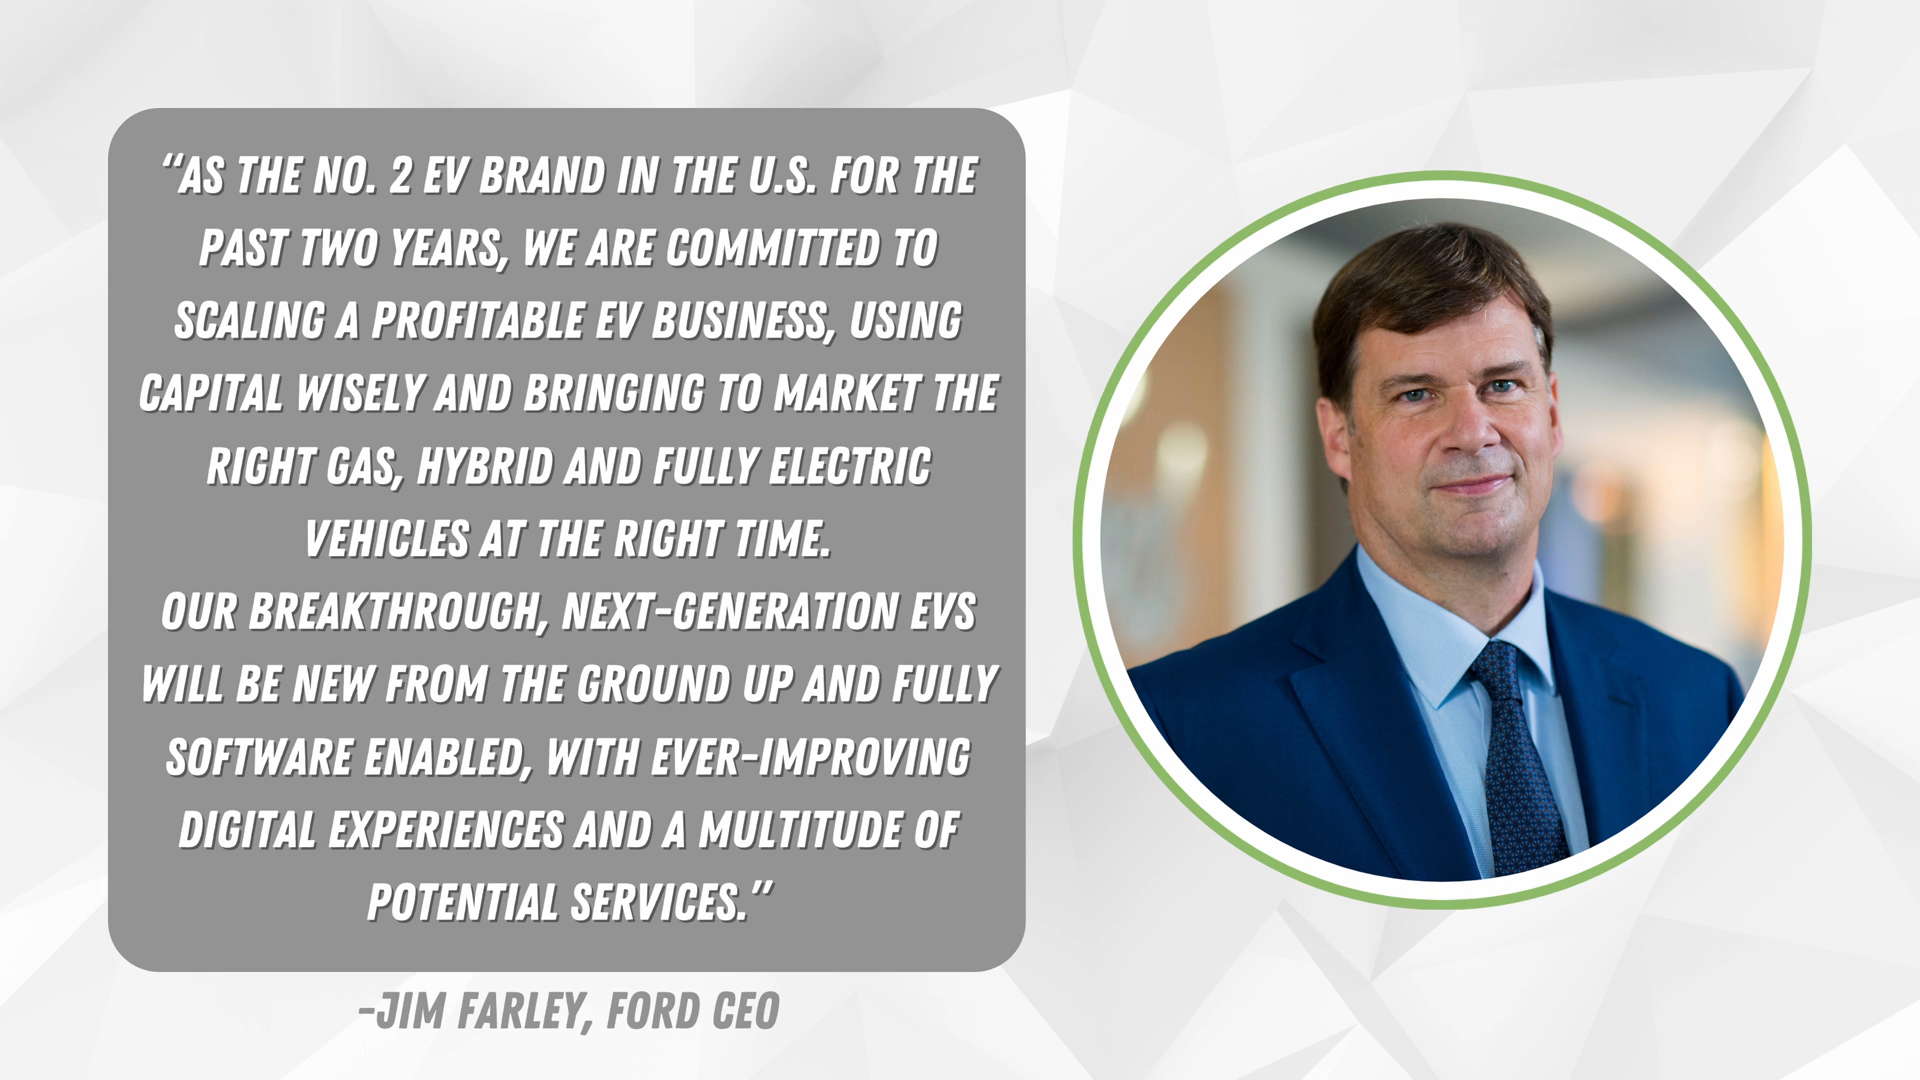 “AS THE NO. 2 EV BRAND IN THE U.S. FOR THE
PAST TWO YEARS, WE ARE COMMITTED TO
SCALING A PROFITABLE EV BUSINESS, USING
CAPITAL WISELY AND BRINGING TO MARKET THE
RIGHT GAS, HYBRID AND FULLY ELECTRIC
VEHICLES AT THE RIGHT TIME.
OUR BREAKTHROUGH, NEXT-GENERATION EVS
WILL BE NEW FROM THE GROUND UP AND FULLY
SOFTWARE ENABLED, WITH EVER-IMPROVING
DIGITAL EXPERIENCES AND A MULTITUDE OF
POTENTIAL SERVICES.”
-JIM FARLEY, FORD CEO